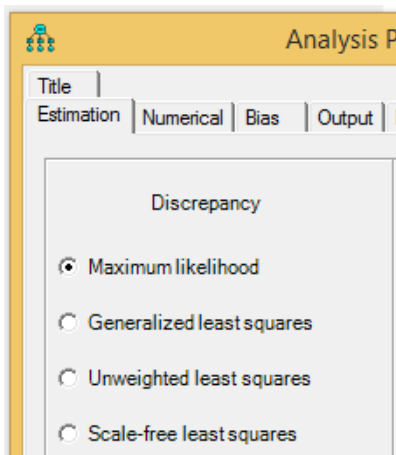 Analysis P
Title
Estimation Numerical Bias Output
Discrepancy
Maximum likelihood
Generalized least squares
Unweighted least squares
Scale-free least squares